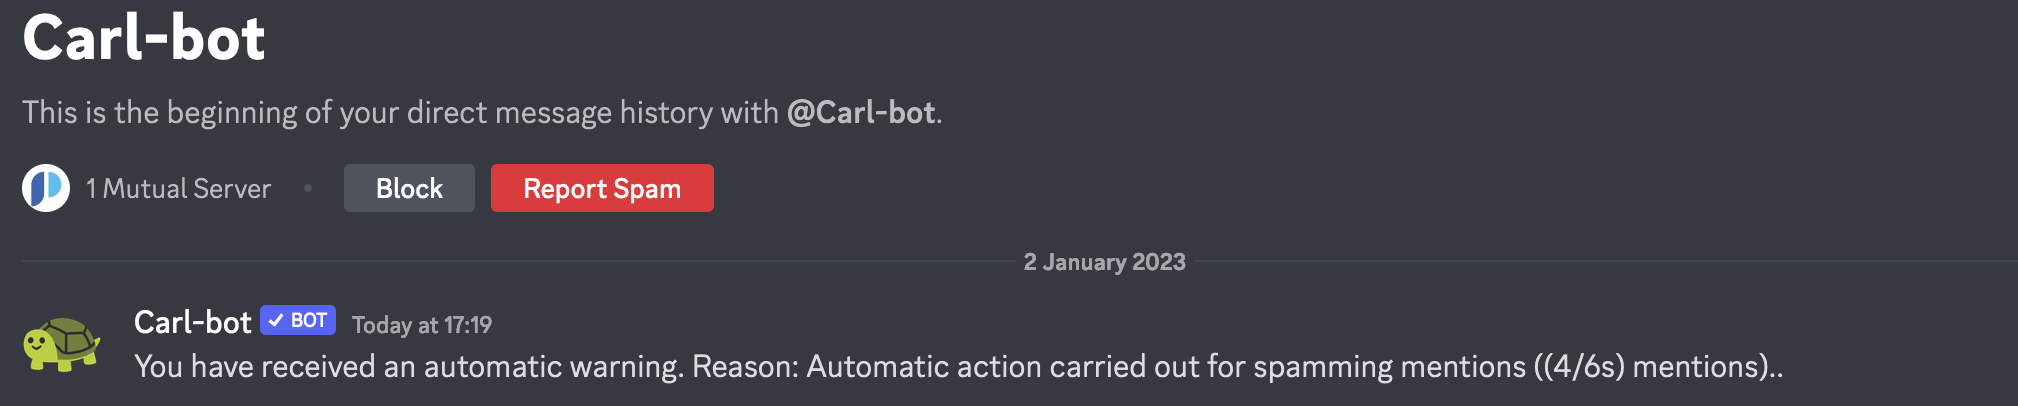 Carl-bot
This is the beginning of your direct message history with @Carl-bot.
1 Mutual Server • Block Report Spam
2 January 2023
Carl-bot ✓ BOT Today at 17:19
You have received an automatic warning. Reason: Automatic action carried out for spamming mentions ((4/6s) mentions)..